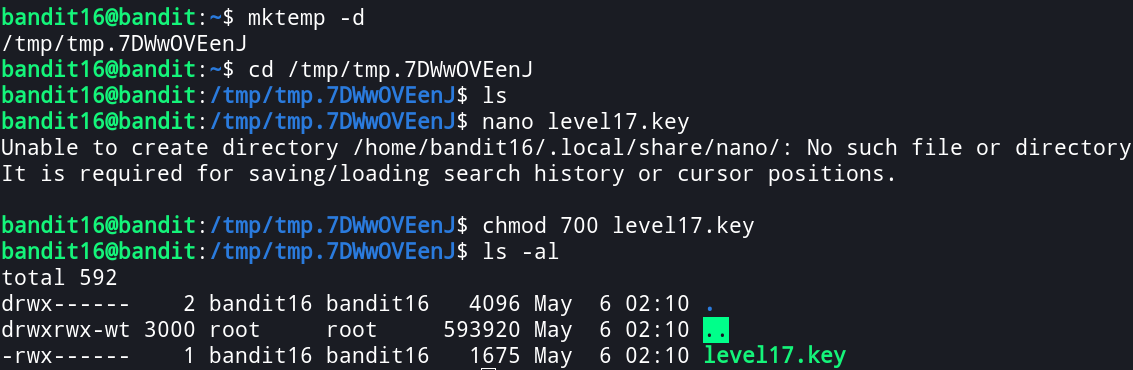 bandit16@bandit:~$ mktemp -d
/tmp/tmp.7DWwOVEenJ
bandit16@bandit:~$ cd /tmp/tmp.7DWwOVEenJ
bandit16@bandit:/tmp/tmp.7DWwOVEenJ$ ls
bandit16@bandit:/tmp/tmp.7DWwOVEenJ$ nano level17.key
Unable to create directory /home/bandit16/.local/share/nano/: No such file or directory
It is required for saving/loading search history or cursor positions.

bandit16@bandit:/tmp/tmp.7DWwOVEenJ$ chmod 700 level17.key
bandit16@bandit:/tmp/tmp.7DWwOVEenJ$ ls -al
total 592
drwx------    2 bandit16 bandit16   4096 May  6 02:10 .
drwxrwx-wt 3000 root     root     593920 May  6 02:10 ..
-rwx------    1 bandit16 bandit16   1675 May  6 02:10 level17.key